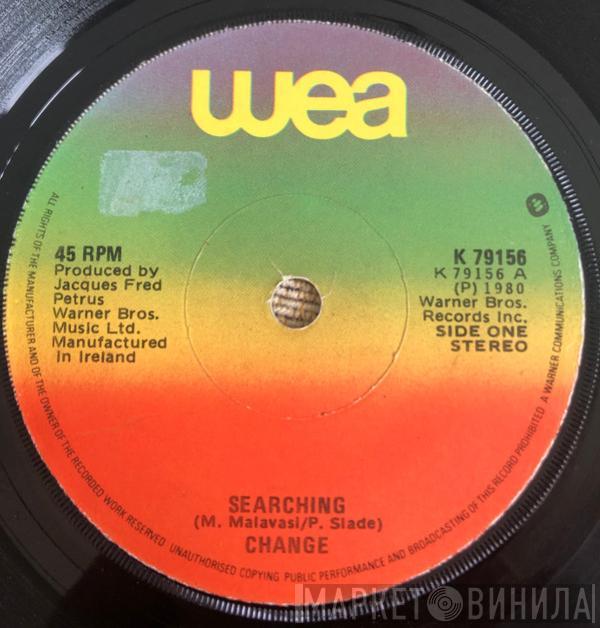 wea
45 RPM
Produced by
Jacques Fred
Petrus
Warner Bros.
Music Ltd.
Manufactured
in Ireland
K 79156
K 79156 A
(P) 1980
Warner Bros.
Records Inc.
SIDE ONE
STEREO
SEARCHING
(M. Malavasi/P. Slade)
CHANGE
ALL RIGHTS OF THE MANUFACTURER AND OF THE OWNER OF THE RECORDED WORK RESERVED UNAUTHORISED COPYING PUBLIC PERFORMANCE AND BROADCASTING OF THIS RECORD PROHIBITED A WARNER COMMUNICATIONS COMPANY
МАРКЕТ ВИНИЛА